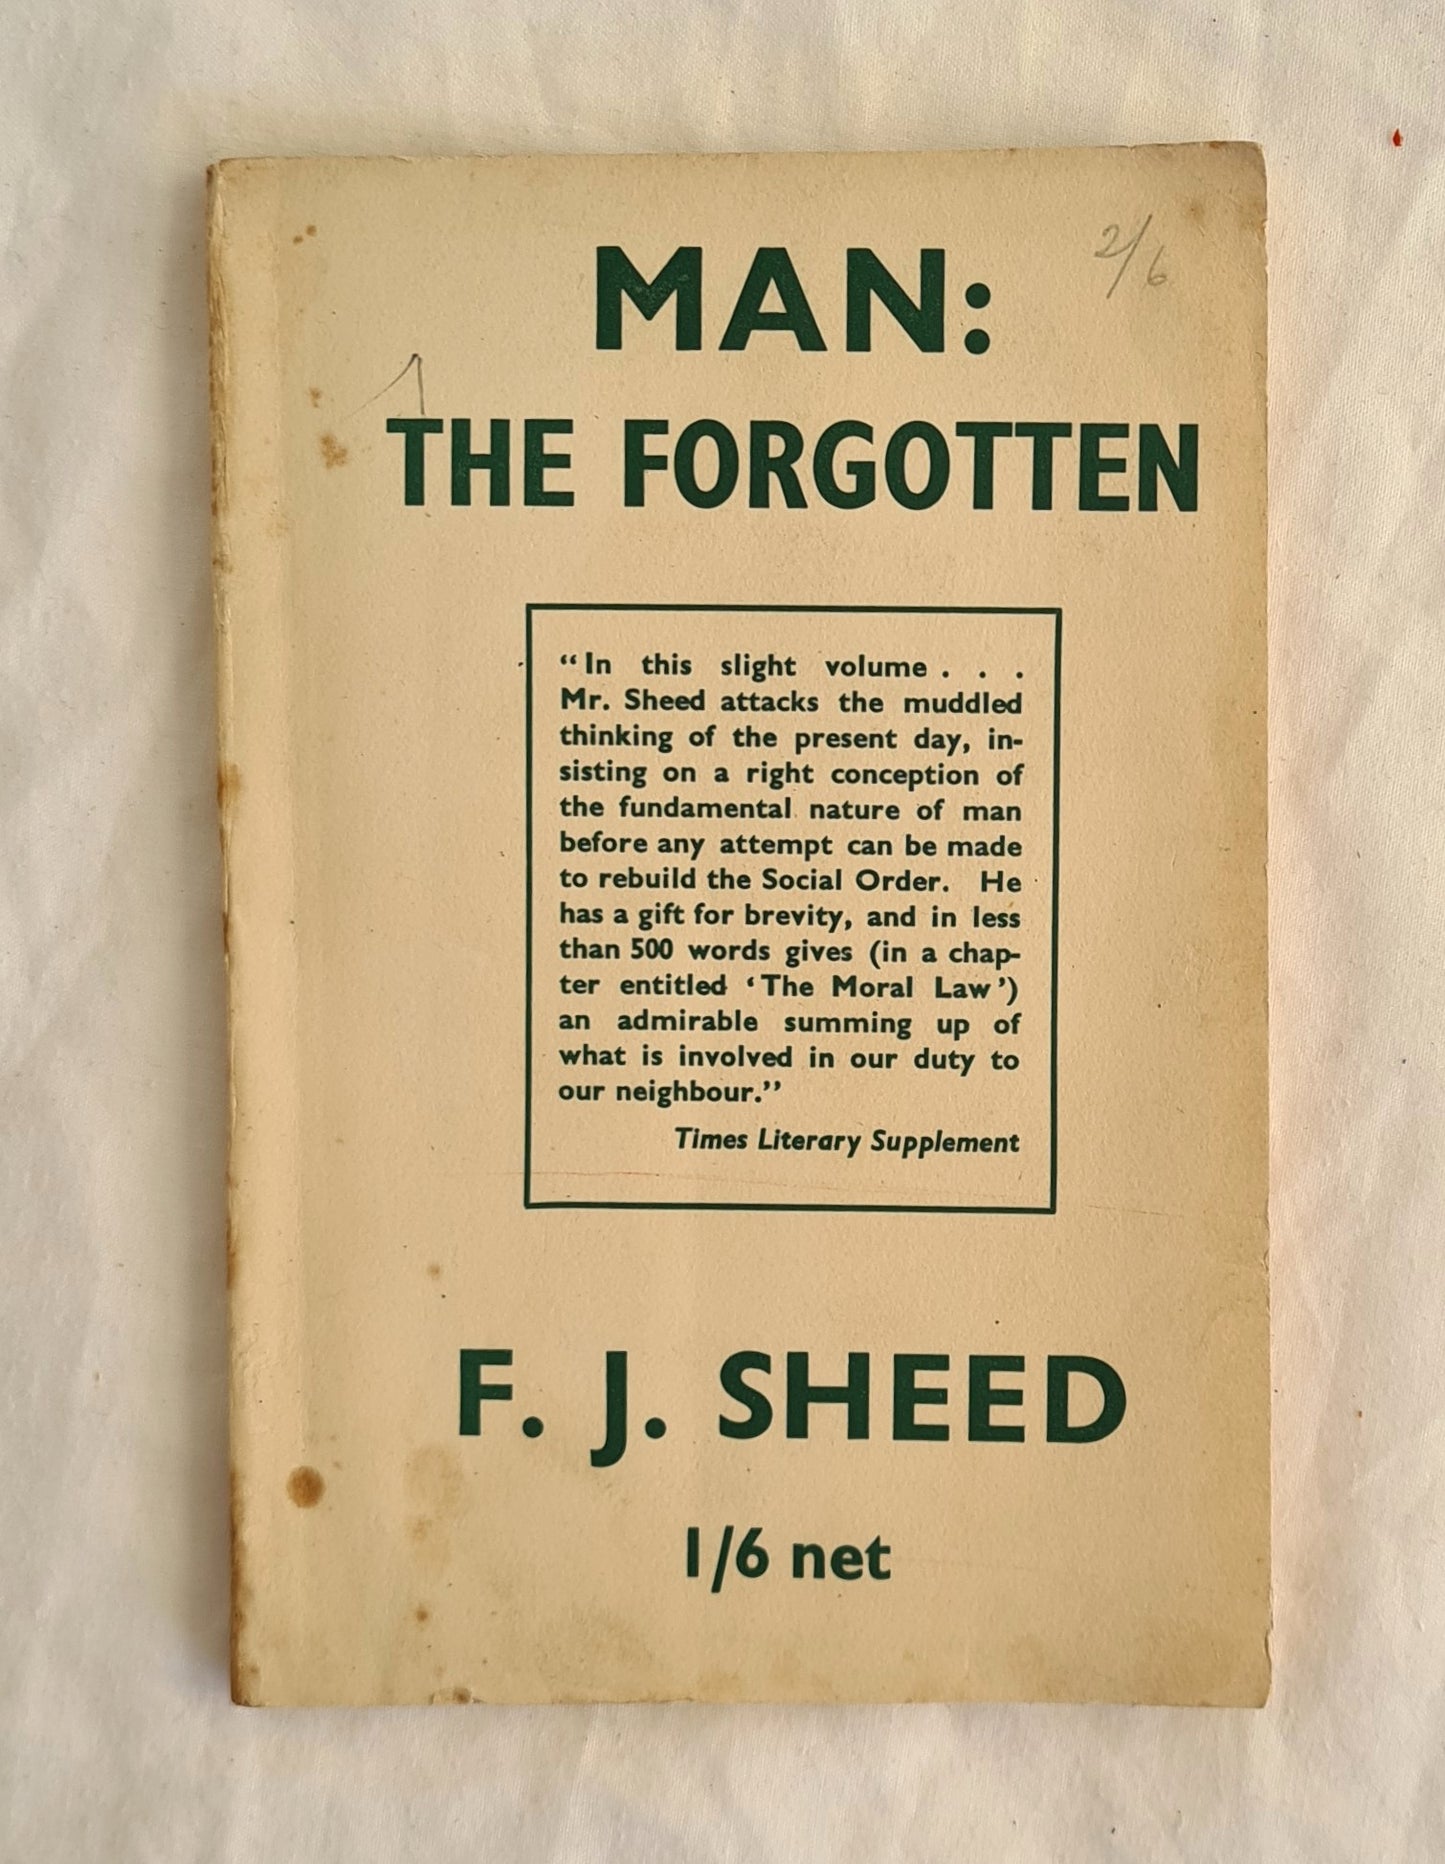 2/6
MAN:
THE FORGOTTEN
“In this slight volume . . .
Mr. Sheed attacks the muddled
thinking of the present day, in-
sisting on a right conception of
the fundamental nature of man
before any attempt can be made
to rebuild the Social Order. He
has a gift for brevity, and in less
than 500 words gives (in a chap-
ter entitled ‘The Moral Law’)
an admirable summing up of
what is involved in our duty to
our neighbour.”
Times Literary Supplement
F. J. SHEED
1/6 net